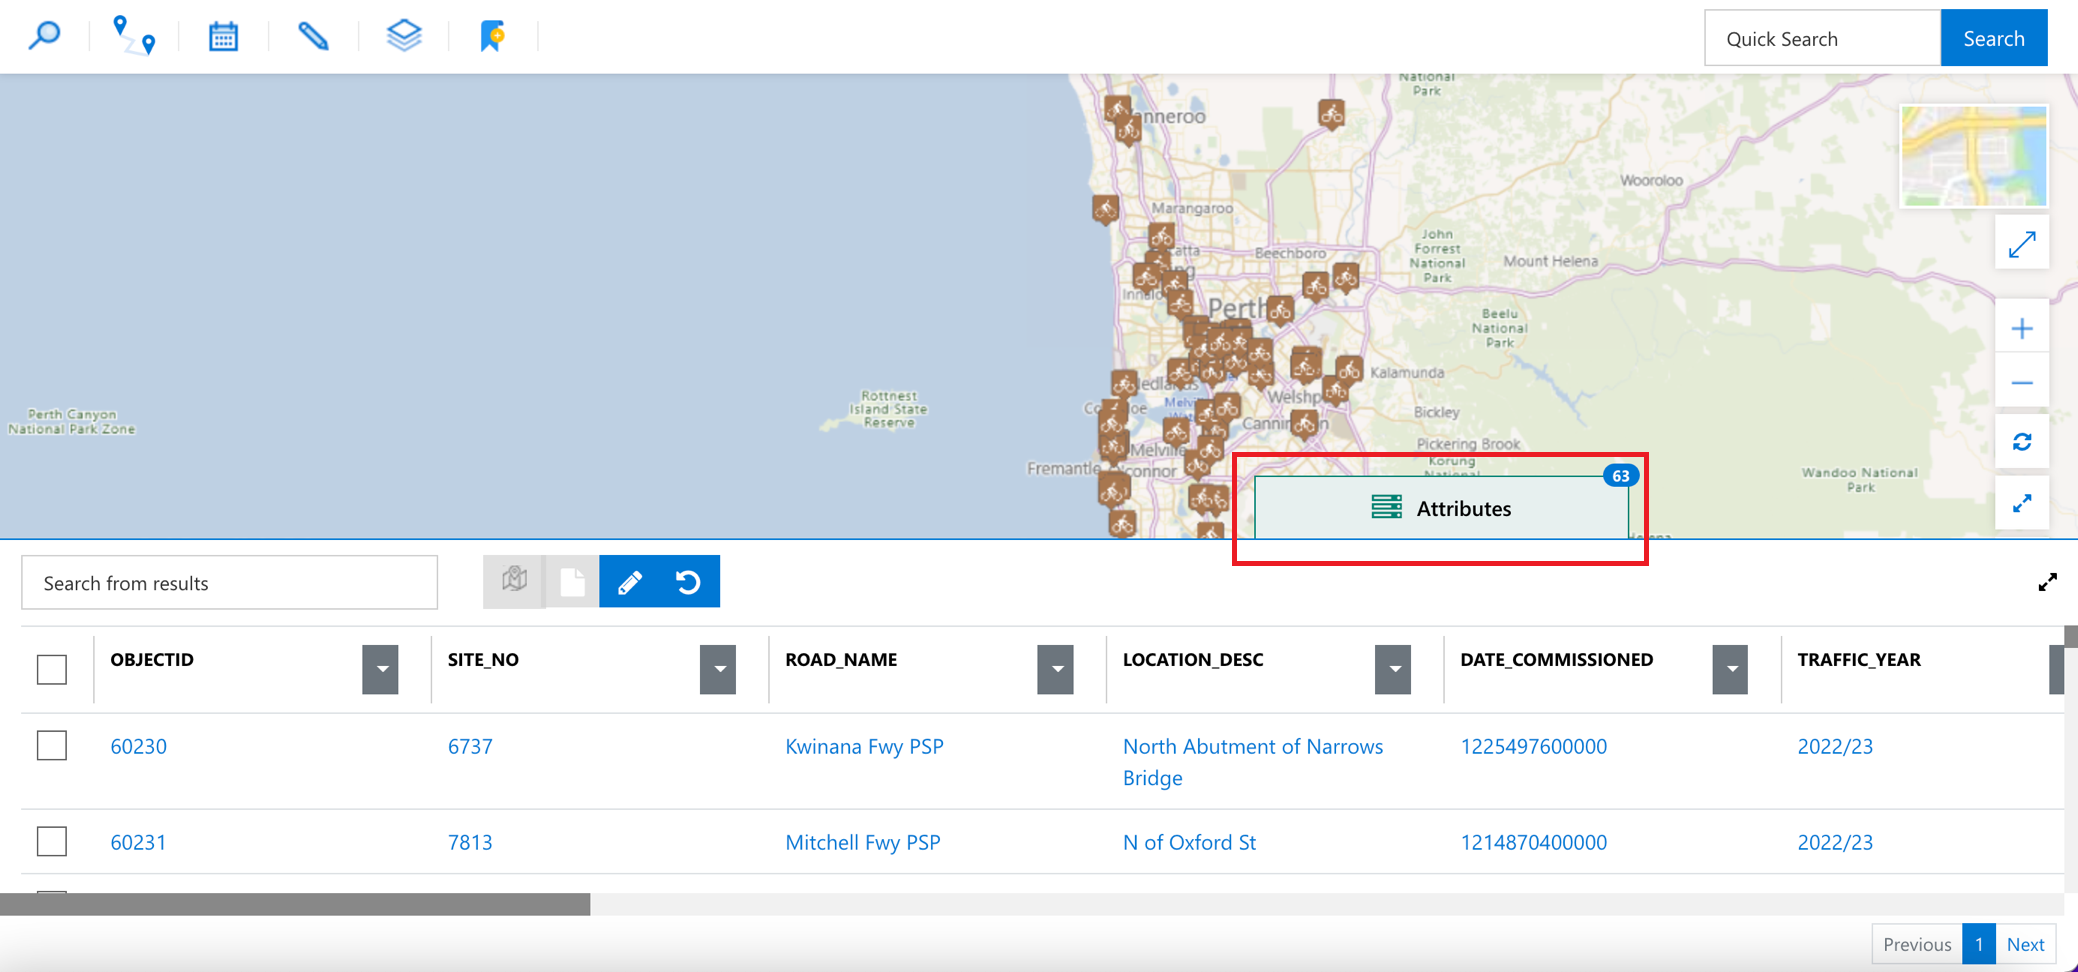 Quick Search
Search
National
Park
nneroo
Wooroloo
Marangaroo
John
Forrest
National
Park
Beechboro
Mount Helena
Perth
Beelu
National
Park
Kalamunda
Welshp
Rottnest
Island State
Reserve
Perth Canyon
National Park Zone
Bickley
Pickering Brook
Korung
Melville
Fremantle
connor
Wandoo National
Park
63
Attributes
Search from results
OBJECTID
SITE_NO
ROAD_NAME
LOCATION_DESC
DATE_COMMISSIONED
TRAFFIC_YEAR
60230
6737
Kwinana Fwy PSP
North Abutment of Narrows
Bridge
1225497600000
2022/23
60231
7813
Mitchell Fwy PSP
N of Oxford St
1214870400000
2022/23
Previous
1
Next